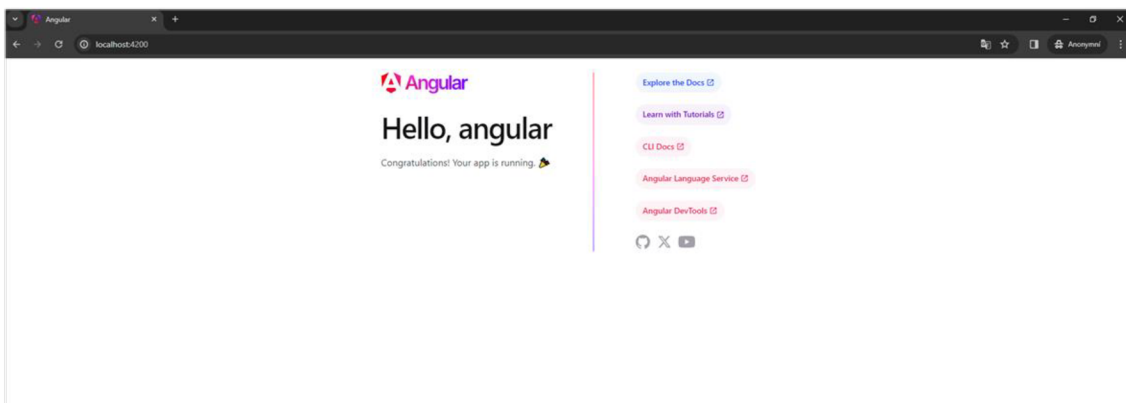 Angular
localhost:4200
Anonymní
Angular
Hello, angular
Congratulations! Your app is running. 🎉
Explore the Docs
Learn with Tutorials
CLI Docs
Angular Language Service
Angular DevTools